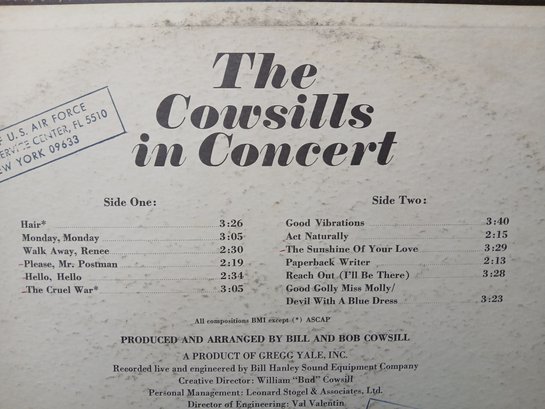 The
Cowsills
in Concert
U.S. AIR FORCE
SERVICE CENTER, FL 5510
NEW YORK 09633
Side One:
Hair* 3:26
Monday, Monday 3:05
Walk Away, Renee 2:30
Please, Mr. Postman 2:19
Hello, Hello 2:34
The Cruel War* 3:05
Side Two:
Good Vibrations 3:40
Act Naturally 2:15
The Sunshine Of Your Love 3:29
Paperback Writer 2:13
Reach Out (I'll Be There) 3:28
Good Golly Miss Molly/
Devil With A Blue Dress 3:23
All compositions BMI except (*) ASCAP
PRODUCED AND ARRANGED BY BILL AND BOB COWSILL
A PRODUCT OF GREGG YALE, INC.
Recorded live and engineered by Bill Hanley Sound Equipment Company
Creative Director: William "Bud" Cowsill
Personal Management: Leonard Stogel & Associates, Ltd.
Director of Engineering: Val Valentin